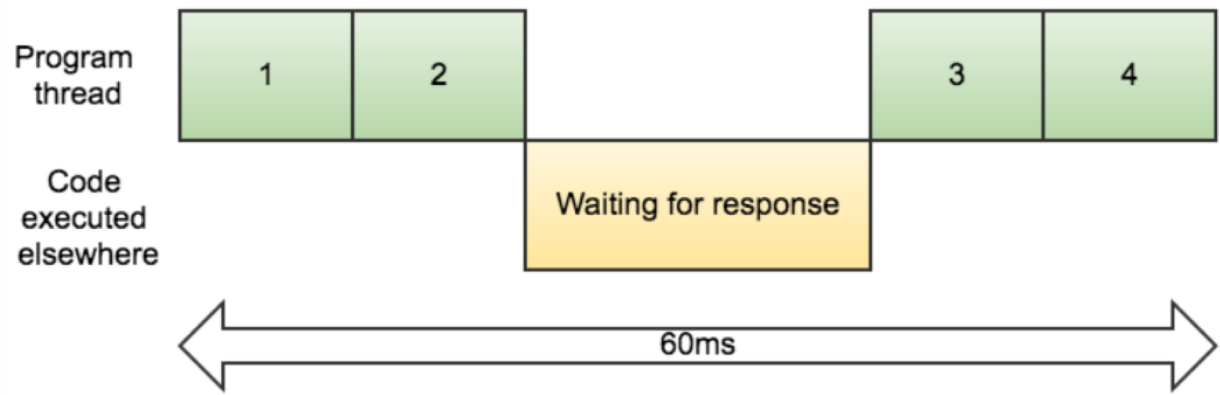 Program
thread
1
2
3
4
Code
executed
elsewhere
Waiting for response
60ms